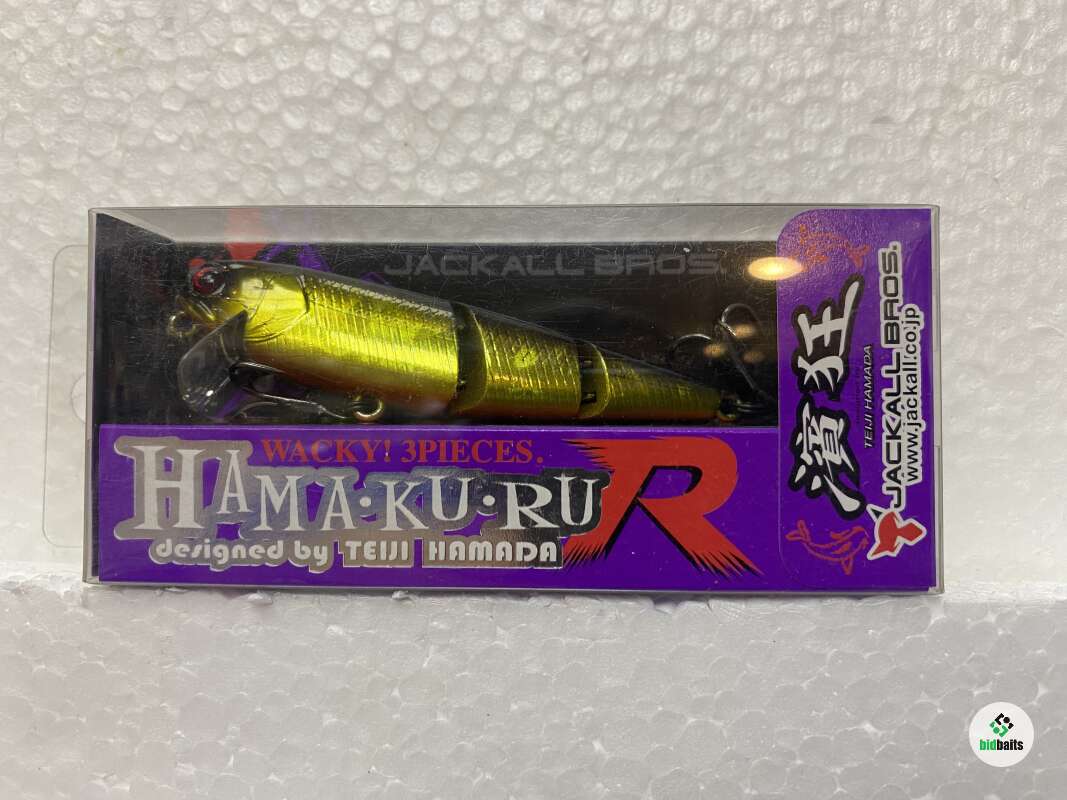 JACKALL BROS.
WACKY! 3PIECES.
HAMA·KU·RU R
designed by TEIJI HAMADA
濱狂
TEIJI HAMADA
JACKALL BROS.
www.jackall.co.jp
bidbaits